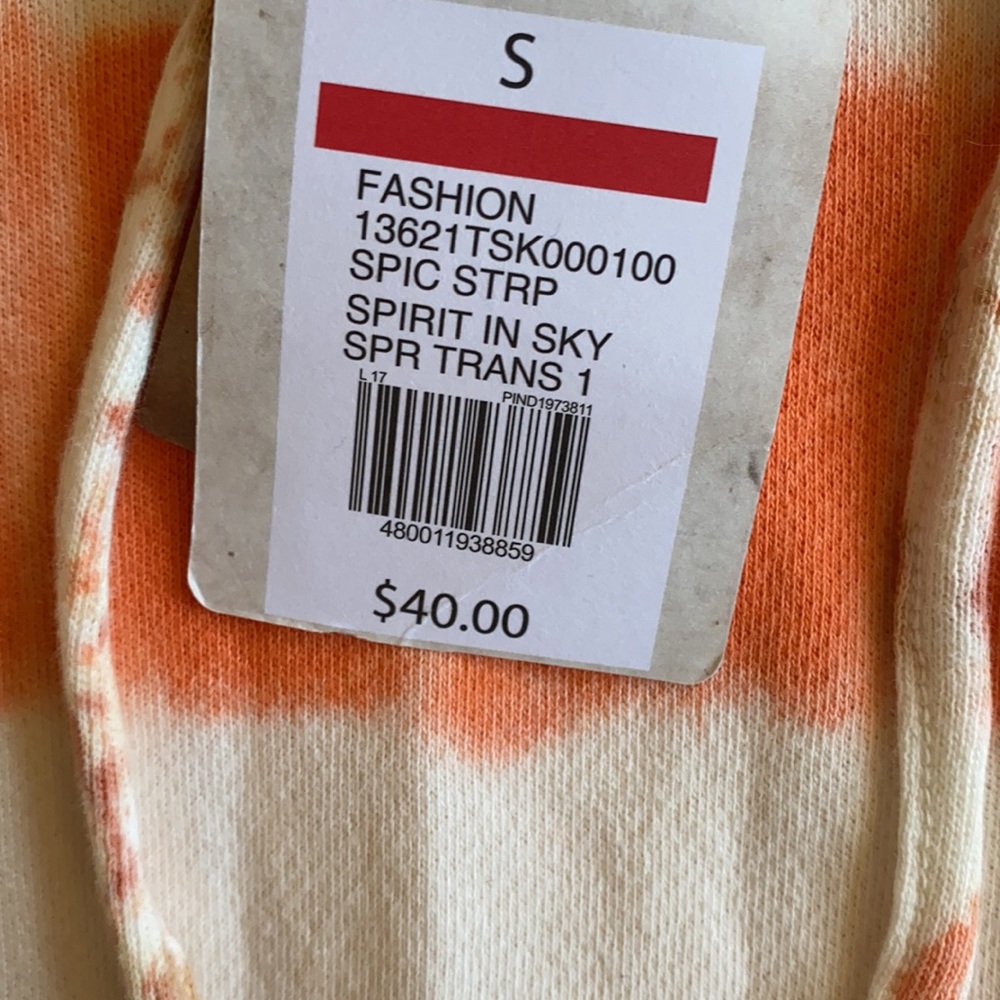 S
FASHION
13621TSK000100
SPIC STRP
SPIRIT IN SKY
SPR TRANS 1
L 17
PIND1973811
480011938859
$40.00